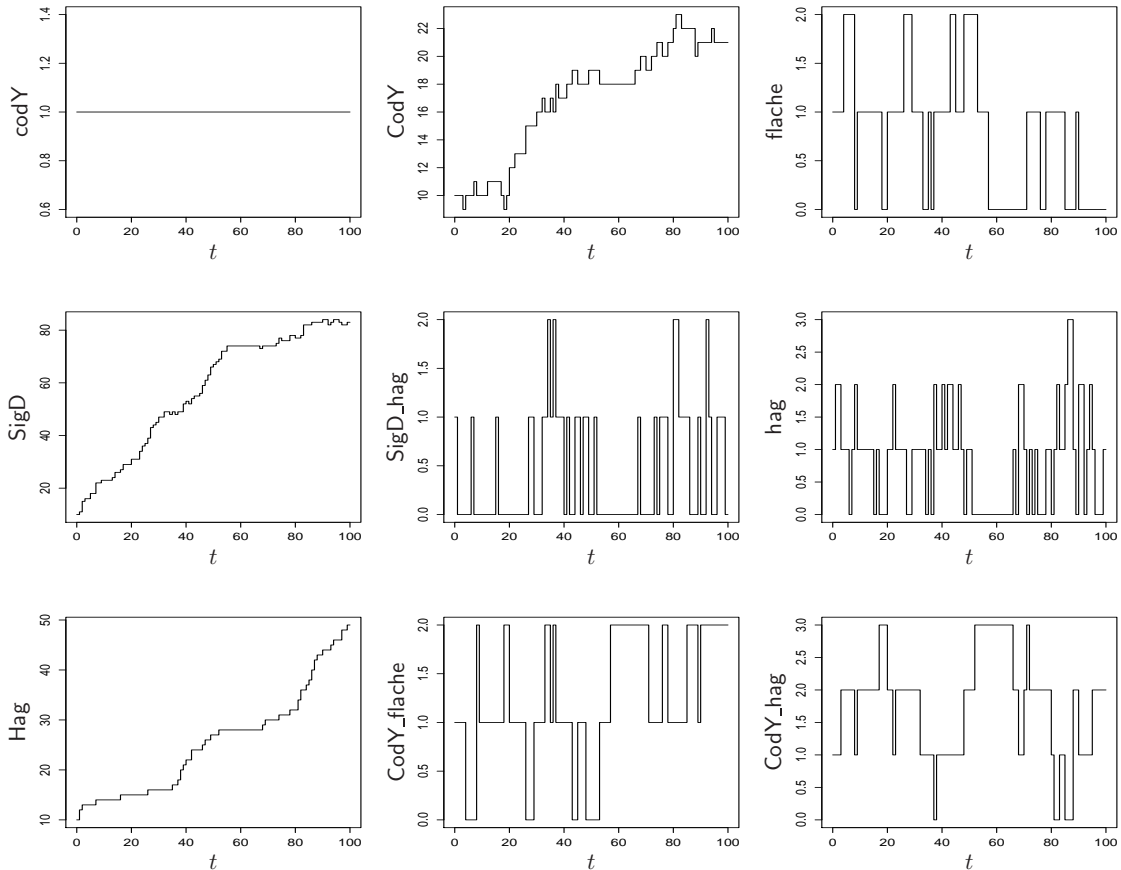 codY
0.6 0.8 1.0 1.2 1.4
0 20 40 60 80 100
t
CodY
10 12 14 16 18 20 22
0 20 40 60 80 100
t
flache
0.0 0.5 1.0 1.5 2.0
0 20 40 60 80 100
t
SigD
20 40 60 80
0 20 40 60 80 100
t
SigD_hag
0.0 0.5 1.0 1.5 2.0
0 20 40 60 80 100
t
hag
0.0 0.5 1.0 1.5 2.0 2.5 3.0
0 20 40 60 80 100
t
Hag
10 20 30 40 50
0 20 40 60 80 100
t
CodY_flache
0.0 0.5 1.0 1.5 2.0
0 20 40 60 80 100
t
CodY_hag
0.0 0.5 1.0 1.5 2.0 2.5 3.0
0 20 40 60 80 100
t